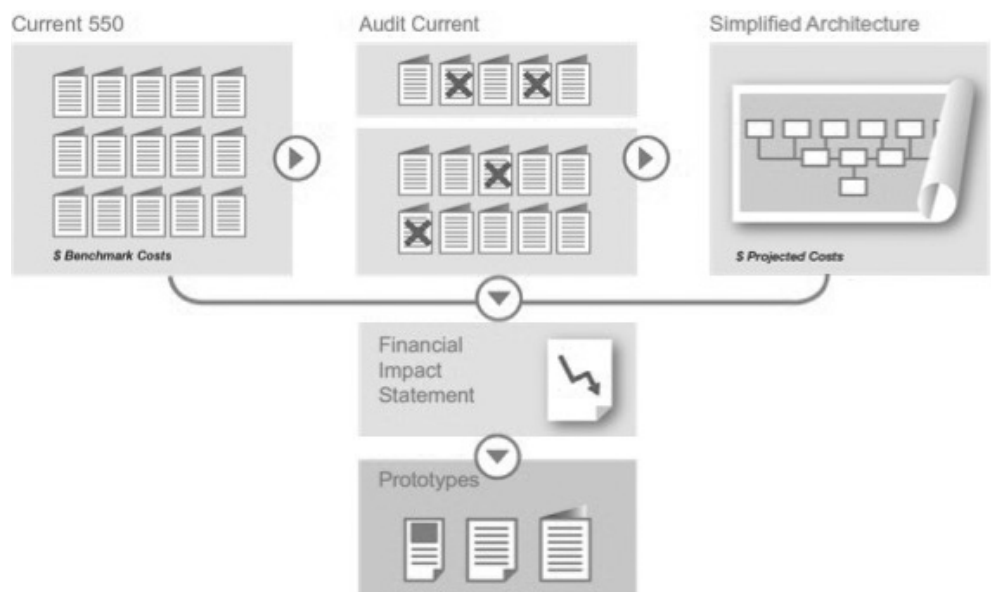 Current 550
Audit Current
Simplified Architecture
$ Benchmark Costs
$ Projected Costs
Financial
Impact
Statement
Prototypes